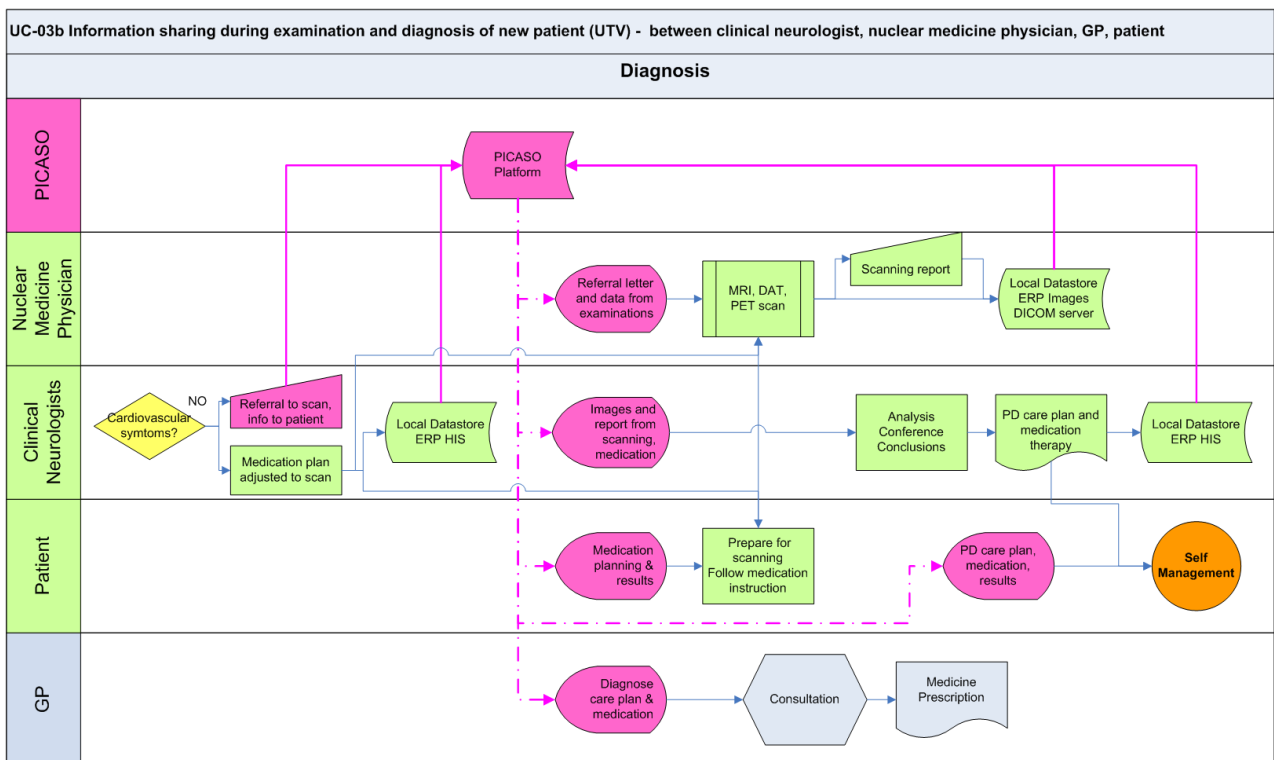 UC-03b Information sharing during examination and diagnosis of new patient (UTV) - between clinical neurologist, nuclear medicine physician, GP, patient
Diagnosis
PICASO
PICASO
Platform
Nuclear
Medicine
Physician
Referral letter
and data from
examinations
MRI, DAT,
PET scan
Scanning report
Local Datastore
ERP Images
DICOM server
Clinical
Neurologists
Cardiovascular
symtoms?
NO
Referral to scan,
info to patient
Medication plan
adjusted to scan
Local Datastore
ERP HIS
Images and
report from
scanning,
medication
Analysis
Conference
Conclusions
PD care plan and
medication
therapy
Local Datastore
ERP HIS
Patient
Medication
planning &
results
Prepare for
scanning
Follow medication
instruction
PD care plan,
medication,
results
Self
Management
GP
Diagnose
care plan &
medication
Consultation
Medicine
Prescription